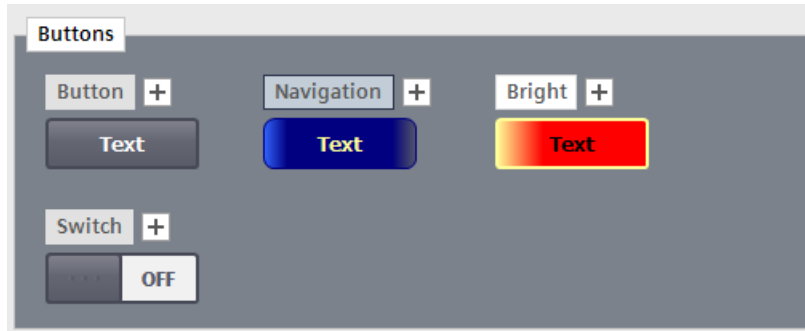 Buttons
Button + Navigation + Bright +
Text Text Text
Switch +
OFF